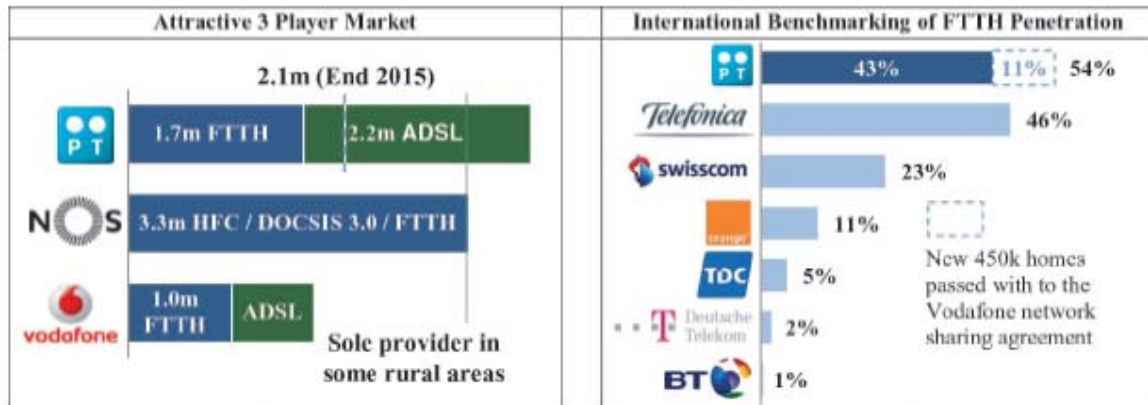 Attractive 3 Player Market
2.1m (End 2015)
PT
1.7m FTTH
2.2m ADSL
NOS
3.3m HFC / DOCSIS 3.0 / FTTH
vodafone
1.0m
FTTH
ADSL
Sole provider in
some rural areas
International Benchmarking of FTTH Penetration
PT
43%
11%
54%
Telefónica
46%
swisscom
23%
orange
11%
TDC
5%
T Deutsche
Telekom
2%
BT
1%
New 450k homes
passed with to the
Vodafone network
sharing agreement